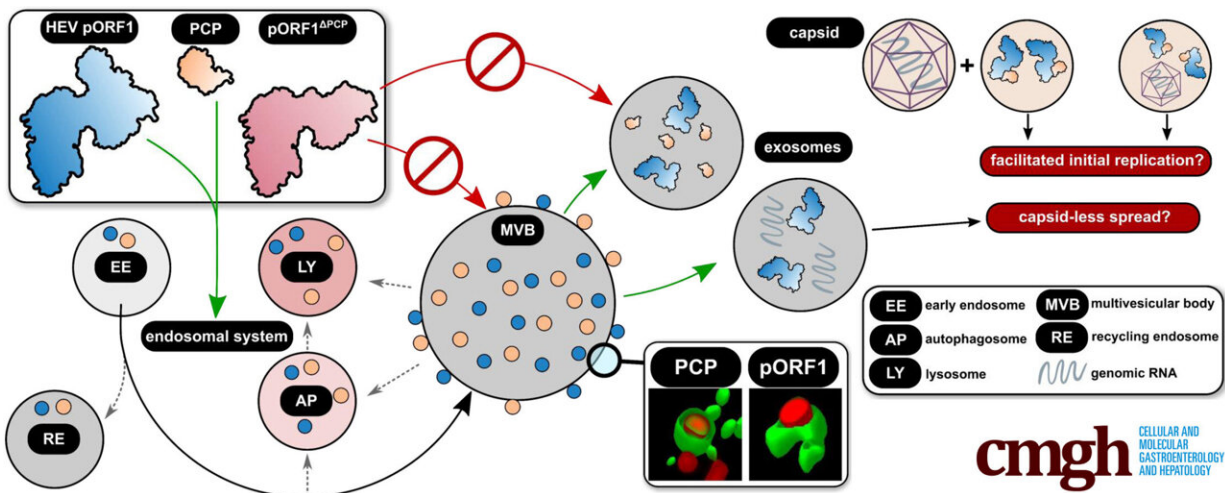 HEV pORF1
PCP
pORF1ΔPCP
capsid
+
exosomes
facilitated initial replication?
capsid-less spread?
MVB
EE
LY
endosomal system
AP
RE
PCP
pORF1
EE early endosome
MVB multivesicular body
AP autophagosome
RE recycling endosome
LY lysosome
genomic RNA
cmgh
CELLULAR AND
MOLECULAR
GASTROENTEROLOGY
AND HEPATOLOGY